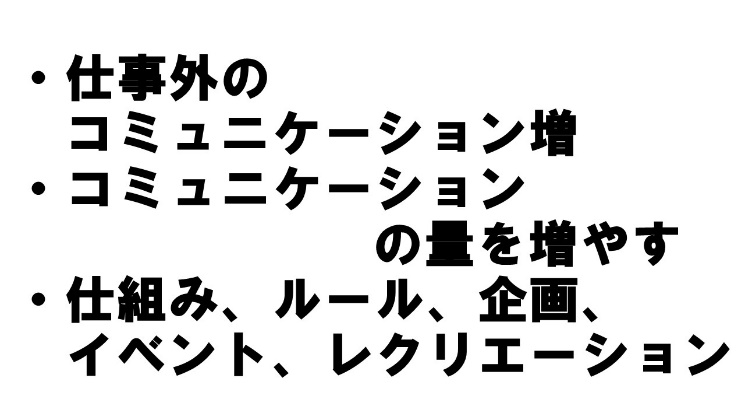 ・仕事外の
コミュニケーション増
・コミュニケーション
の量を増やす
・仕組み、ルール、企画、
イベント、レクリエーション